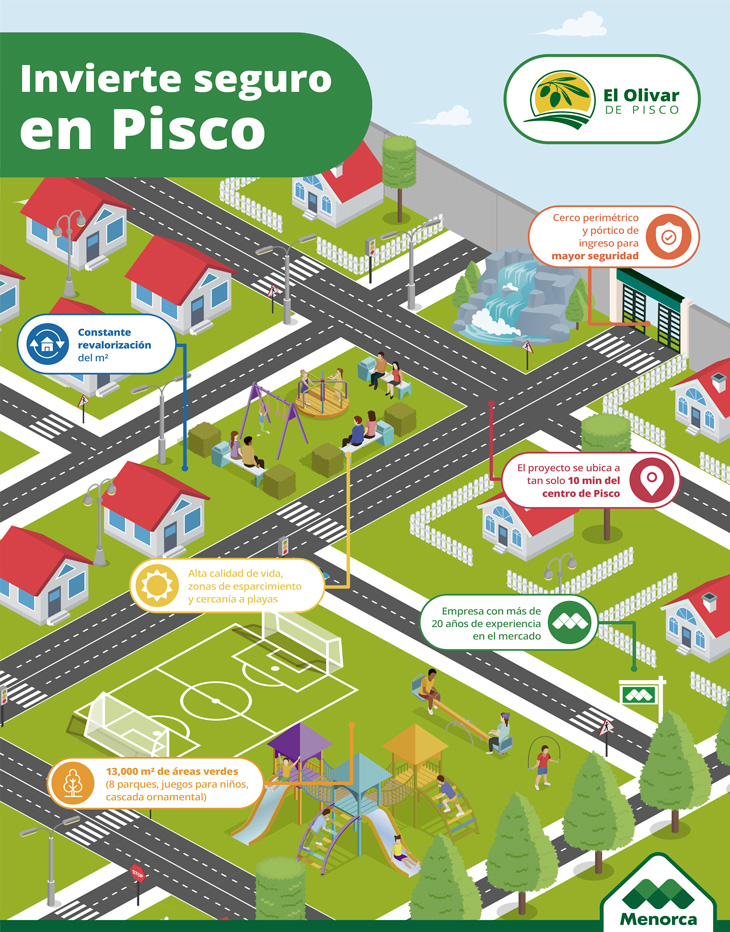 Invierte seguro
en Pisco
El Olivar
DE PISCO
Cerco perimétrico
y pórtico de
ingreso para
mayor seguridad
Constante
revalorización
del m²
El proyecto se ubica a
tan solo 10 min del
centro de Pisco
Alta calidad de vida,
zonas de esparcimiento
y cercanía a playas
Empresa con más de
20 años de experiencia
en el mercado
13,000 m² de áreas verdes
(8 parques, juegos para niños,
cascada ornamental)
STOP
Menorca